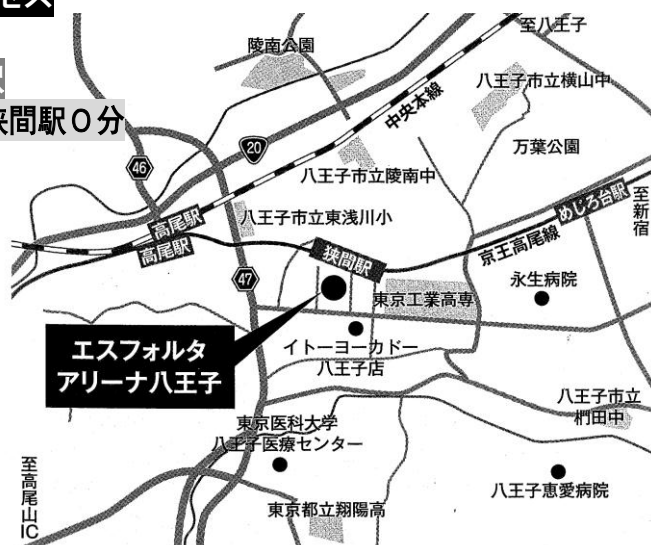 セス
駅
狭間駅0分
陵南公園
至八王子
八王子市立横山中
中央本線
20
46
万葉公園
八王子市立陵南中
めじろ台駅
至新宿
高尾駅
高尾駅
八王子市立東浅川小
狭間駅
京王高尾線
47
東京工業高専
永生病院
エスフォルタ
アリーナ八王子
イトーヨーカドー
八王子店
八王子市立
椚田中
東京医科大学
八王子医療センター
至高尾山IC
八王子恵愛病院
東京都立翔陽高